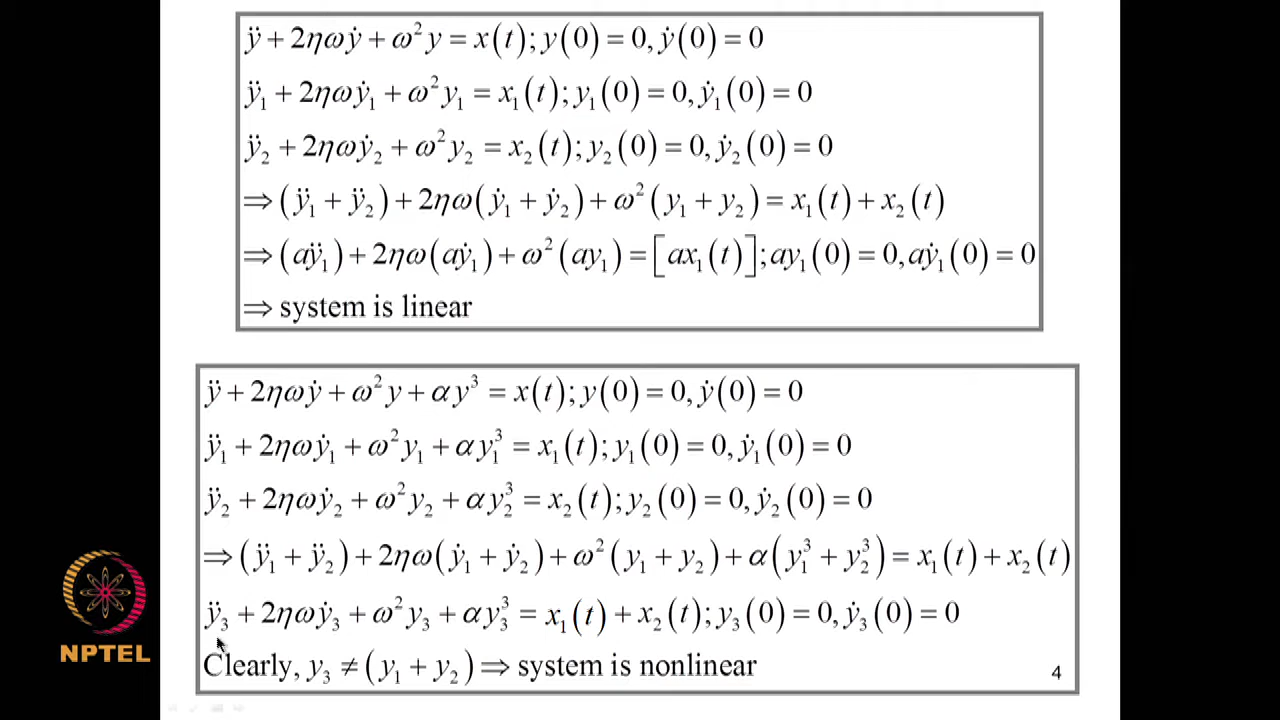 ÿ + 2ηωẏ + ω²y = x(t); y(0) = 0, ẏ(0) = 0
ÿ₁ + 2ηωẏ₁ + ω²y₁ = x₁(t); y₁(0) = 0, ẏ₁(0) = 0
ÿ₂ + 2ηωẏ₂ + ω²y₂ = x₂(t); y₂(0) = 0, ẏ₂(0) = 0
⇒ (ÿ₁ + ÿ₂) + 2ηω(ẏ₁ + ẏ₂) + ω²(y₁ + y₂) = x₁(t) + x₂(t)
⇒ (aÿ₁) + 2ηω(aẏ₁) + ω²(ay₁) = [ax₁(t)]; ay₁(0) = 0, aẏ₁(0) = 0
⇒ system is linear
ÿ + 2ηωẏ + ω²y + αy³ = x(t); y(0) = 0, ẏ(0) = 0
ÿ₁ + 2ηωẏ₁ + ω²y₁ + αy₁³ = x₁(t); y₁(0) = 0, ẏ₁(0) = 0
ÿ₂ + 2ηωẏ₂ + ω²y₂ + αy₂³ = x₂(t); y₂(0) = 0, ẏ₂(0) = 0
⇒ (ÿ₁ + ÿ₂) + 2ηω(ẏ₁ + ẏ₂) + ω²(y₁ + y₂) + α(y₁³ + y₂³) = x₁(t) + x₂(t)
ÿ₃ + 2ηωẏ₃ + ω²y₃ + αy₃³ = x₁(t) + x₂(t); y₃(0) = 0, ẏ₃(0) = 0
Clearly, y₃ ≠ (y₁ + y₂) ⇒ system is nonlinear
4
NPTEL